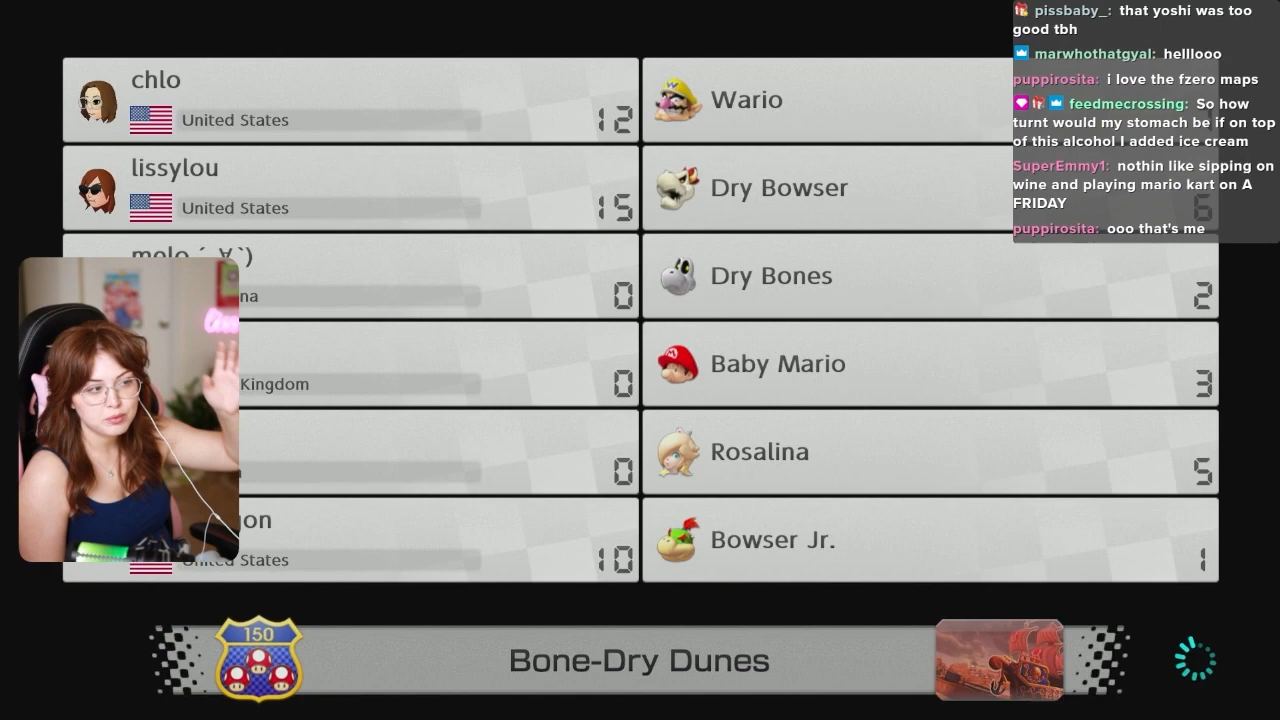 chlo
United States
12
lissylou
United States
15
melo ´ ∀`)
na
0
Kingdom
0
0
on
United States
10
Wario
Dry Bowser
6
Dry Bones
2
Baby Mario
3
Rosalina
5
Bowser Jr.
1
pissbaby_: that yoshi was too
good tbh
marwhothatgyal: helllooo
puppirosita: i love the fzero maps
feedmecrossing: So how
turnt would my stomach be if on top
of this alcohol I added ice cream
SuperEmmy1: nothin like sipping on
wine and playing mario kart on A
FRIDAY
puppirosita: ooo that's me
150
Bone-Dry Dunes